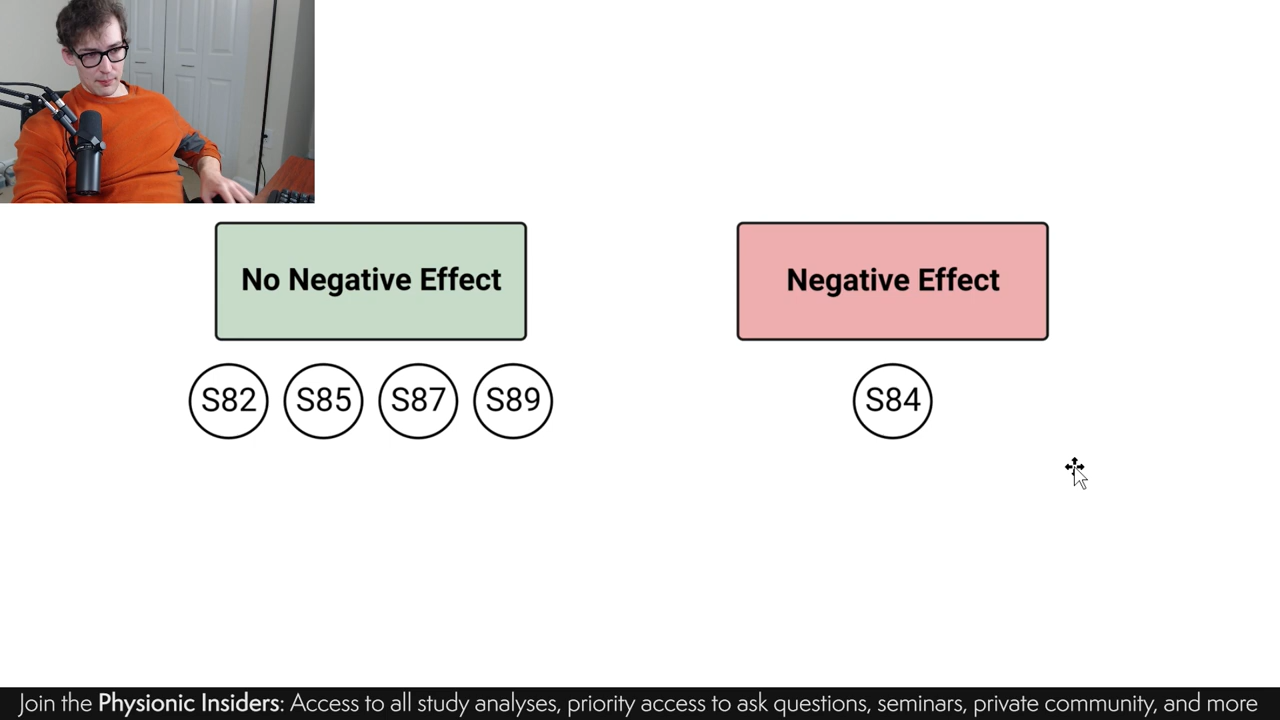 No Negative Effect
Negative Effect
S82 S85 S87 S89
S84
Join the Physionic Insiders: Access to all study analyses, priority access to ask questions, seminars, private community, and more